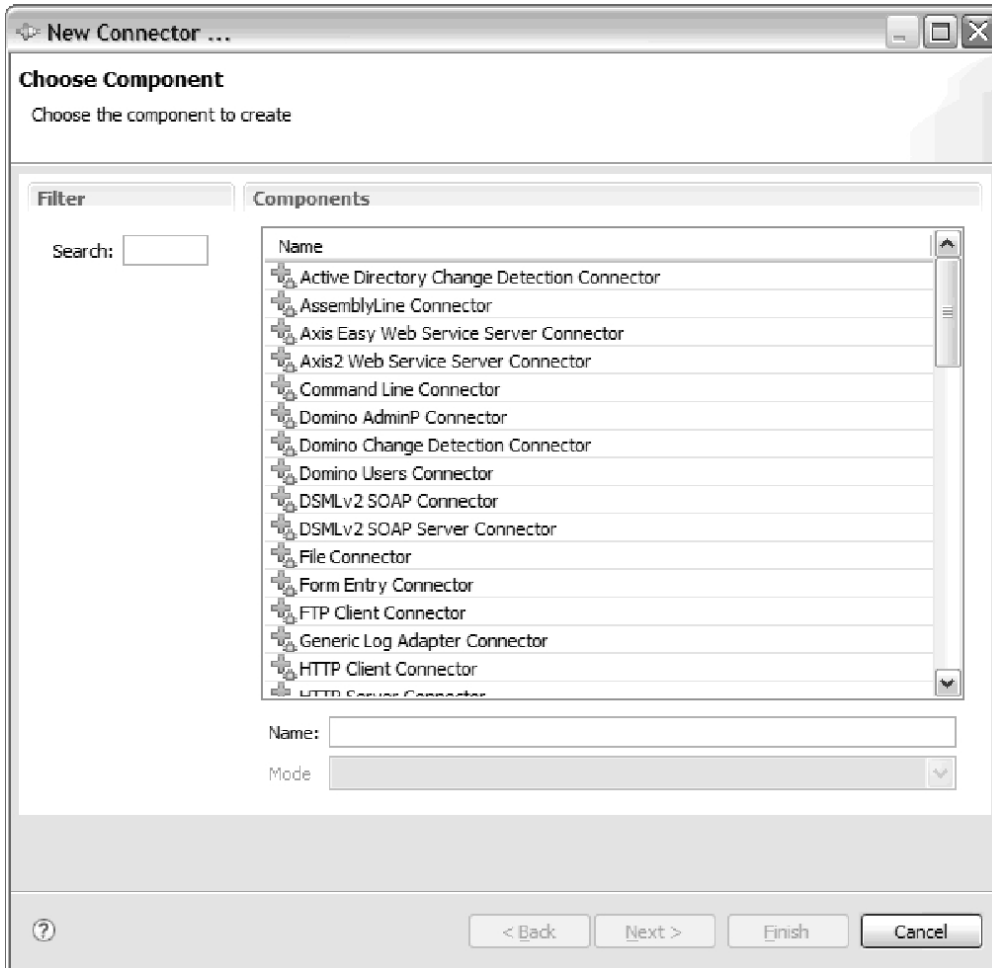 New Connector ...
Choose Component
Choose the component to create
Filter
Components
Search:
Name
Active Directory Change Detection Connector
AssemblyLine Connector
Axis Easy Web Service Server Connector
Axis2 Web Service Server Connector
Command Line Connector
Domino AdminP Connector
Domino Change Detection Connector
Domino Users Connector
DSMLv2 SOAP Connector
DSMLv2 SOAP Server Connector
File Connector
Form Entry Connector
FTP Client Connector
Generic Log Adapter Connector
HTTP Client Connector
HTTP Server Connector
Name:
Mode
?
< Back
Next >
Finish
Cancel